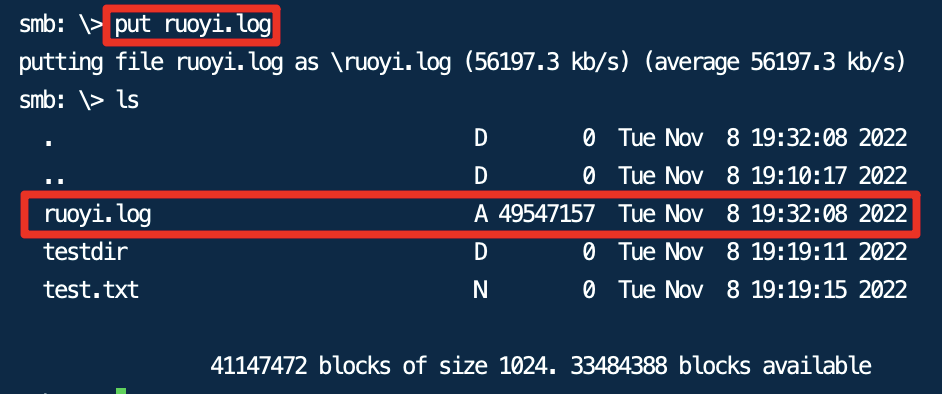 smb: \> put ruoyi.log
putting file ruoyi.log as \ruoyi.log (56197.3 kb/s) (average 56197.3 kb/s)
smb: \> ls
. D 0 Tue Nov 8 19:32:08 2022
.. D 0 Tue Nov 8 19:10:17 2022
ruoyi.log A 49547157 Tue Nov 8 19:32:08 2022
testdir D 0 Tue Nov 8 19:19:11 2022
test.txt N 0 Tue Nov 8 19:19:15 2022
41147472 blocks of size 1024. 33484388 blocks available